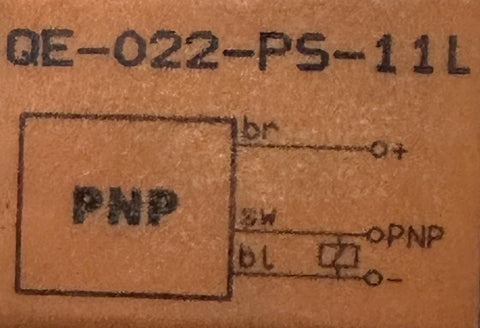 QE-022-PS-11L
br
+
PNP
sw
PNP
bl
-